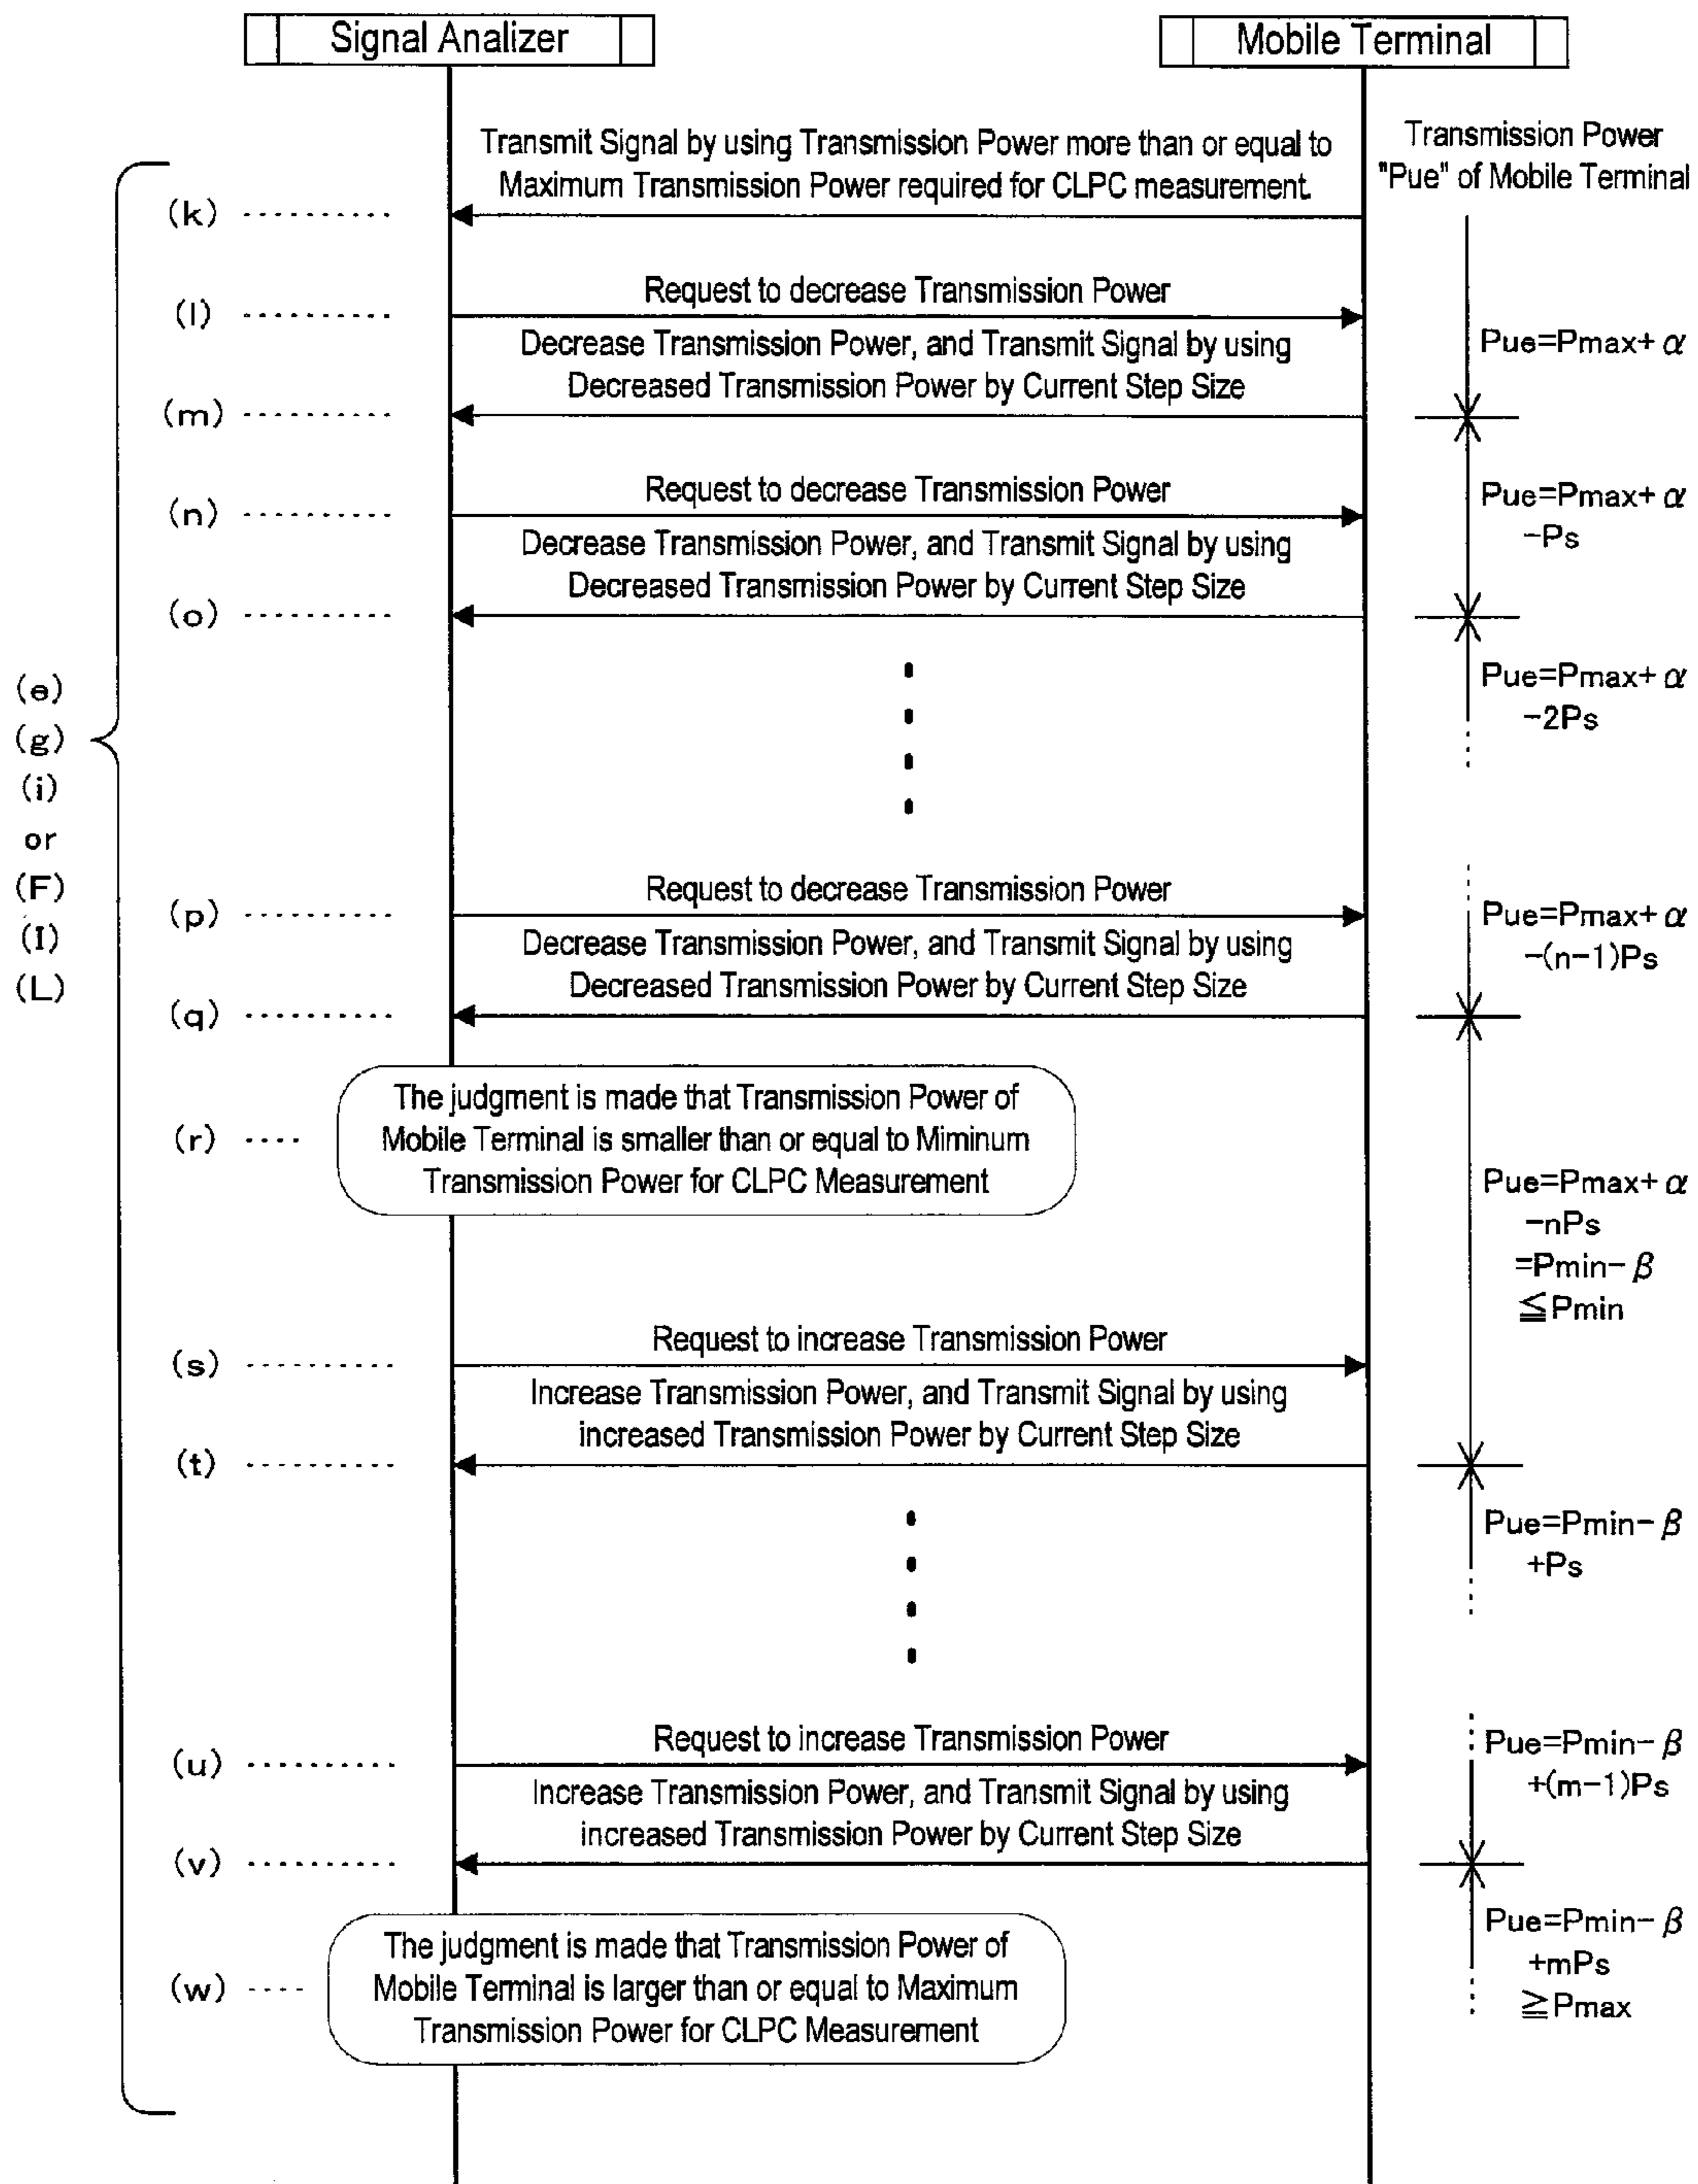 Signal Analizer
Mobile Terminal
Transmit Signal by using Transmission Power more than or equal to
Maximum Transmission Power required for CLPC measurement.
Transmission Power
"Pue" of Mobile Terminal
(k)
Request to decrease Transmission Power
(l)
Decrease Transmission Power, and Transmit Signal by using
Decreased Transmission Power by Current Step Size
Pue=Pmax+α
(m)
Request to decrease Transmission Power
(n)
Decrease Transmission Power, and Transmit Signal by using
Decreased Transmission Power by Current Step Size
Pue=Pmax+α
-Ps
(o)
Pue=Pmax+α
-2Ps
(e)
(g)
(i)
or
(F)
(I)
(L)
Request to decrease Transmission Power
(p)
Decrease Transmission Power, and Transmit Signal by using
Decreased Transmission Power by Current Step Size
Pue=Pmax+α
-(n-1)Ps
(q)
The judgment is made that Transmission Power of
Mobile Terminal is smaller than or equal to Miminum
Transmission Power for CLPC Measurement
(r)
Pue=Pmax+α
-nPs
=Pmin-β
≦Pmin
Request to increase Transmission Power
(s)
Increase Transmission Power, and Transmit Signal by using
increased Transmission Power by Current Step Size
(t)
Pue=Pmin-β
+Ps
Request to increase Transmission Power
(u)
Increase Transmission Power, and Transmit Signal by using
increased Transmission Power by Current Step Size
Pue=Pmin-β
+(m-1)Ps
(v)
The judgment is made that Transmission Power of
Mobile Terminal is larger than or equal to Maximum
Transmission Power for CLPC Measurement
(w)
Pue=Pmin-β
+mPs
≧Pmax